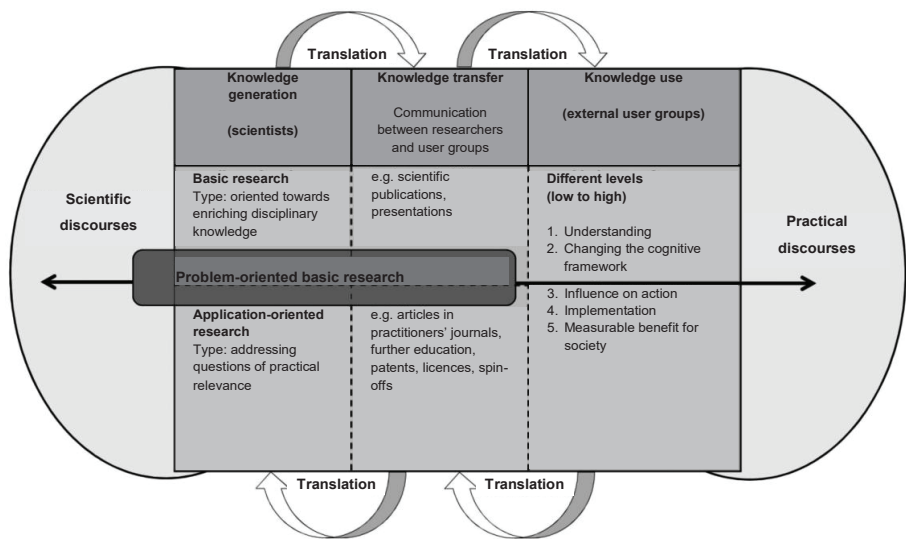 Translation
Translation
Knowledge
generation
(scientists)
Knowledge transfer
Communication
between researchers
and user groups
Knowledge use
(external user groups)
Scientific
discourses
Basic research
Type: oriented towards
enriching disciplinary
knowledge
e.g. scientific
publications,
presentations
Different levels
(low to high)
1. Understanding
2. Changing the cognitive
framework
3. Influence on action
4. Implementation
5. Measurable benefit for
society
Practical
discourses
Problem-oriented basic research
Application-oriented
research
Type: addressing
questions of practical
relevance
e.g. articles in
practitioners’ journals,
further education,
patents, licences, spin-
offs
Translation
Translation